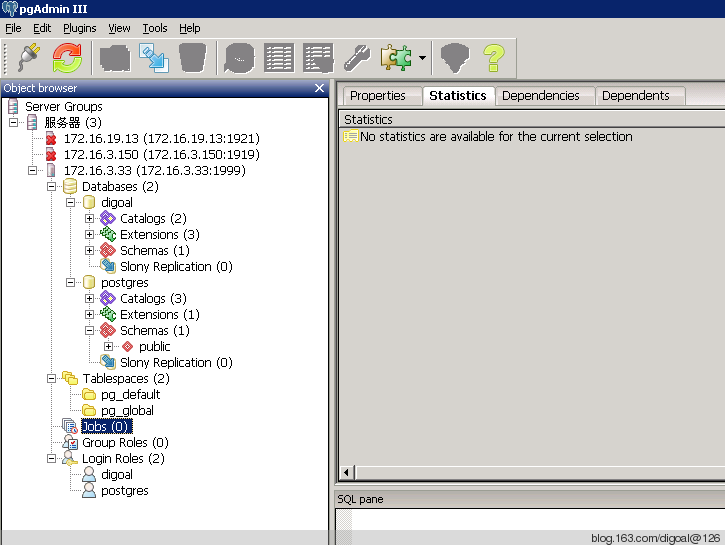 pgAdmin III
File Edit Plugins View Tools Help
Object browser
Server Groups
服务器 (3)
172.16.19.13 (172.16.19.13:1921)
172.16.3.150 (172.16.3.150:1919)
172.16.3.33 (172.16.3.33:1999)
Databases (2)
digoal
Catalogs (2)
Extensions (3)
Schemas (1)
Slony Replication (0)
postgres
Catalogs (3)
Extensions (1)
Schemas (1)
public
Slony Replication (0)
Tablespaces (2)
pg_default
pg_global
Jobs (0)
Group Roles (0)
Login Roles (2)
digoal
postgres
Properties Statistics Dependencies Dependents
Statistics
No statistics are available for the current selection
SQL pane
blog.163.com/digoal@126